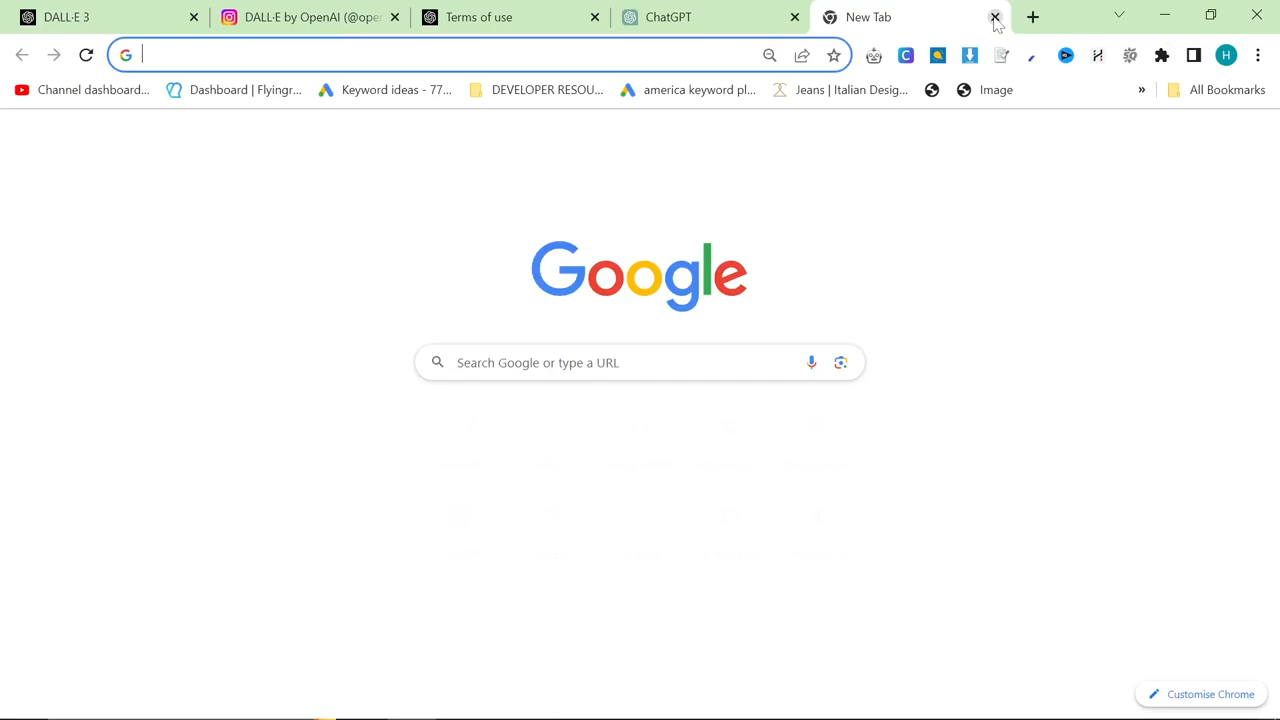 DALL·E 3
DALL·E by OpenAI (@open
Terms of use
ChatGPT
New Tab
Channel dashboard...
Dashboard | Flyingr...
Keyword ideas - 77...
DEVELOPER RESOU...
america keyword pl...
Jeans | Italian Desig...
Image
»
All Bookmarks
H
Google
Search Google or type a URL
Customise Chrome